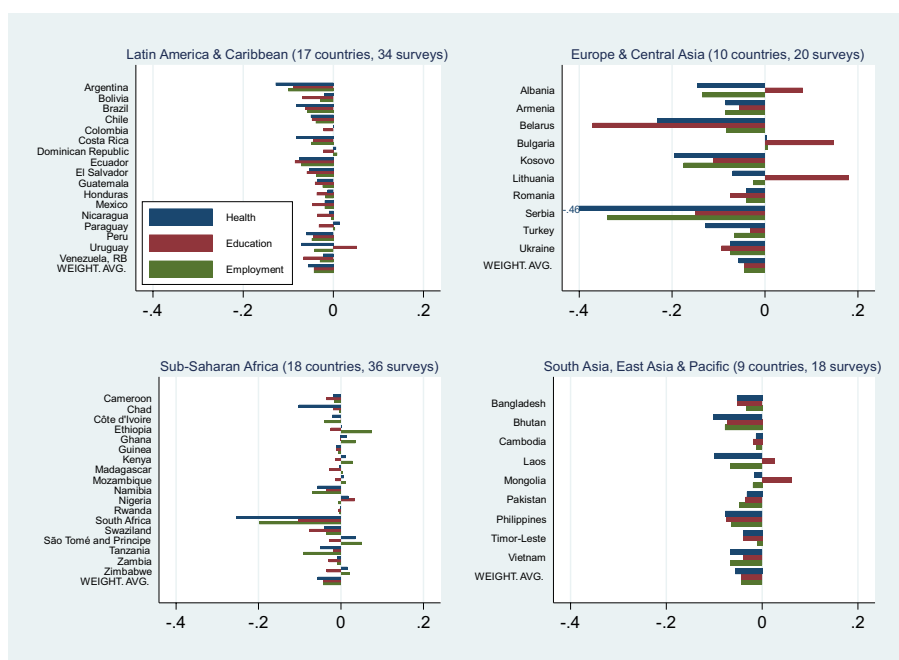 Latin America & Caribbean (17 countries, 34 surveys)
Argentina
Bolivia
Brazil
Chile
Colombia
Costa Rica
Dominican Republic
Ecuador
El Salvador
Guatemala
Honduras
Mexico
Nicaragua
Paraguay
Peru
Uruguay
Venezuela, RB
WEIGHT. AVG.
Health
Education
Employment
-.4 -.2 0 .2
Europe & Central Asia (10 countries, 20 surveys)
Albania
Armenia
Belarus
Bulgaria
Kosovo
Lithuania
Romania
-.46
Serbia
Turkey
Ukraine
WEIGHT. AVG.
-.4 -.2 0 .2
Sub-Saharan Africa (18 countries, 36 surveys)
Cameroon
Chad
Côte d'Ivoire
Ethiopia
Ghana
Guinea
Kenya
Madagascar
Mozambique
Namibia
Nigeria
Rwanda
South Africa
Swaziland
São Tomé and Principe
Tanzania
Zambia
Zimbabwe
WEIGHT. AVG.
-.4 -.2 0 .2
South Asia, East Asia & Pacific (9 countries, 18 surveys)
Bangladesh
Bhutan
Cambodia
Laos
Mongolia
Pakistan
Philippines
Timor-Leste
Vietnam
WEIGHT. AVG.
-.4 -.2 0 .2